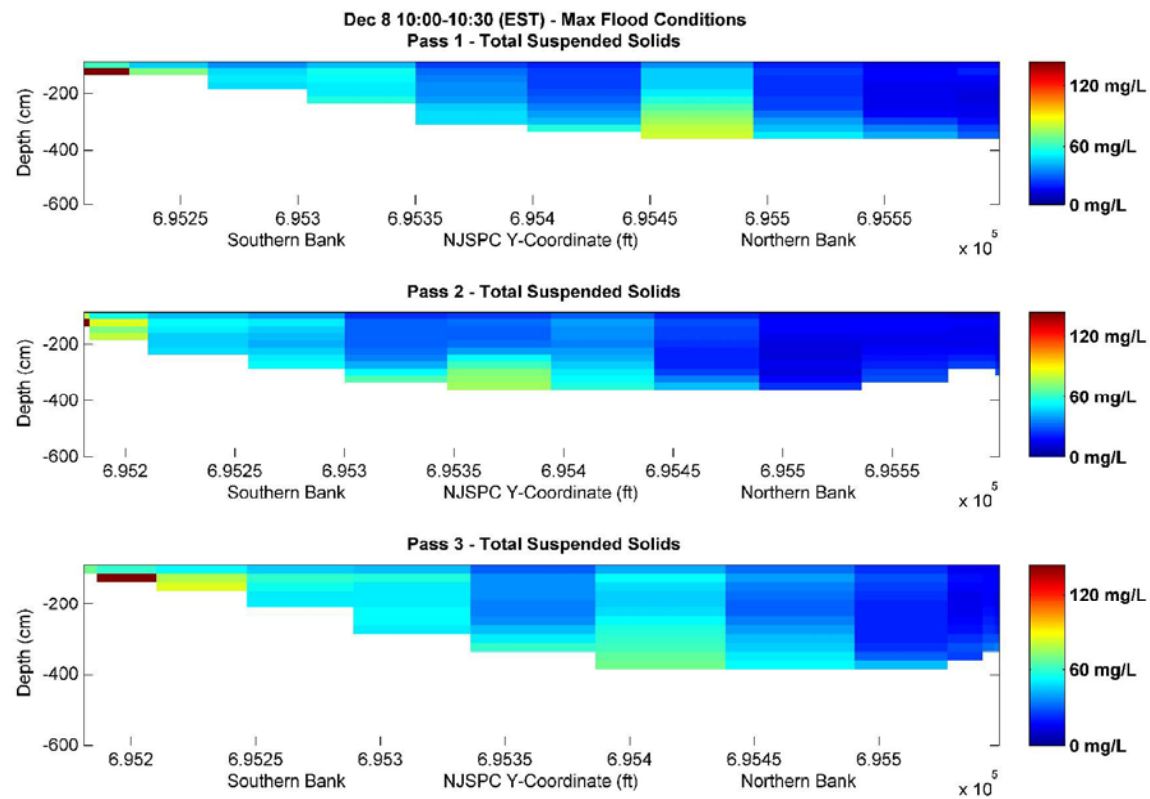 Dec 8 10:00-10:30 (EST) - Max Flood Conditions
Pass 1 - Total Suspended Solids
Depth (cm)
-200
-400
-600
6.9525
6.953
6.9535
6.954
6.9545
6.955
6.9555
Southern Bank
NJSPC Y-Coordinate (ft)
Northern Bank
x 10^5
120 mg/L
60 mg/L
0 mg/L
Pass 2 - Total Suspended Solids
Depth (cm)
-200
-400
-600
6.952
6.9525
6.953
6.9535
6.954
6.9545
6.955
6.9555
Southern Bank
NJSPC Y-Coordinate (ft)
Northern Bank
x 10^5
120 mg/L
60 mg/L
0 mg/L
Pass 3 - Total Suspended Solids
Depth (cm)
-200
-400
-600
6.952
6.9525
6.953
6.9535
6.954
6.9545
6.955
Southern Bank
NJSPC Y-Coordinate (ft)
Northern Bank
x 10^5
120 mg/L
60 mg/L
0 mg/L